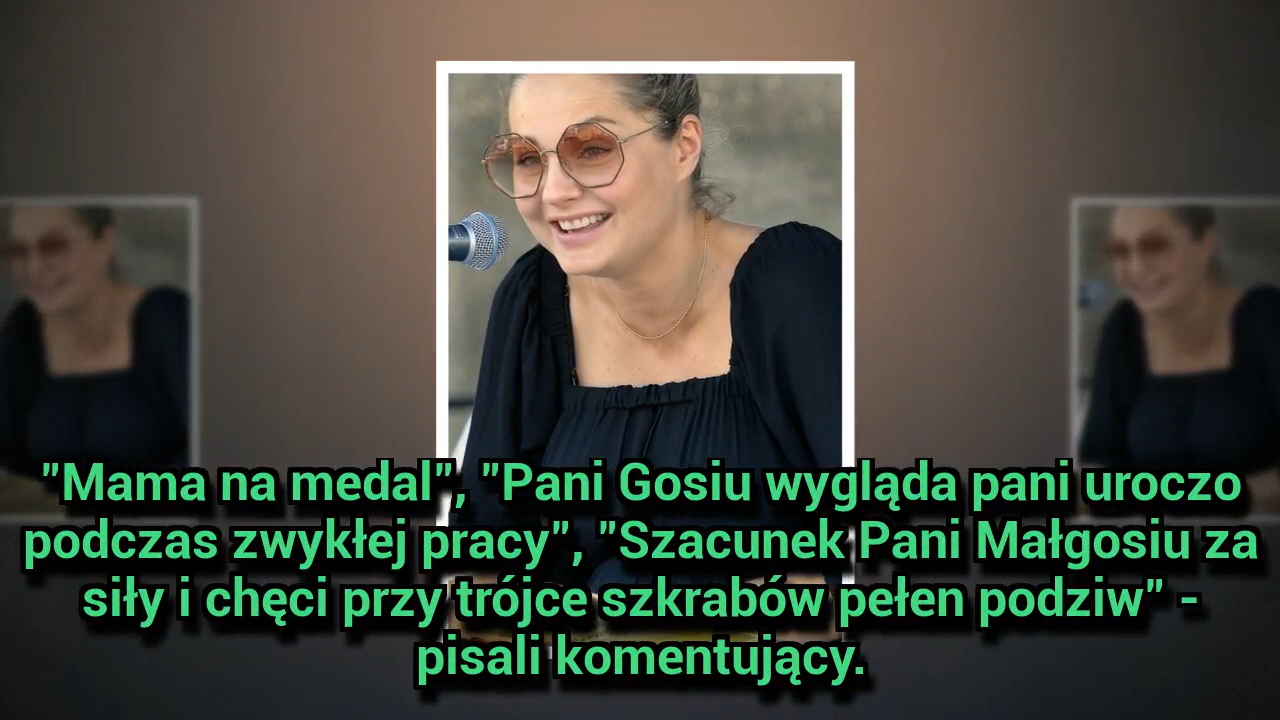 "Mama na medal", "Pani Gosiu wygląda pani uroczo
podczas zwykłej pracy", "Szacunek Pani Małgosiu za
siły i chęci przy trójce szkrabów pełen podziw" -
pisali komentujący.